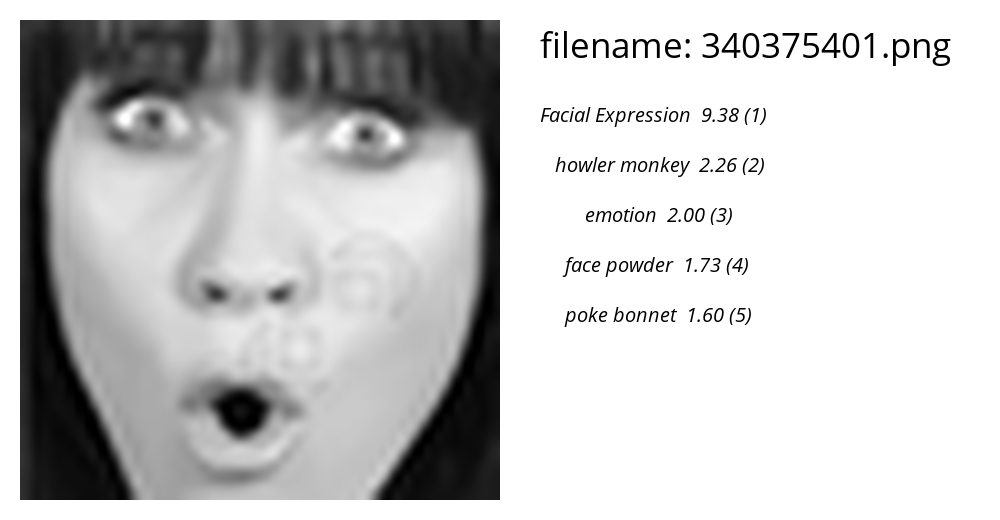 filename: 340375401.png
Facial Expression 9.38 (1)
howler monkey 2.26 (2)
emotion 2.00 (3)
face powder 1.73 (4)
poke bonnet 1.60 (5)